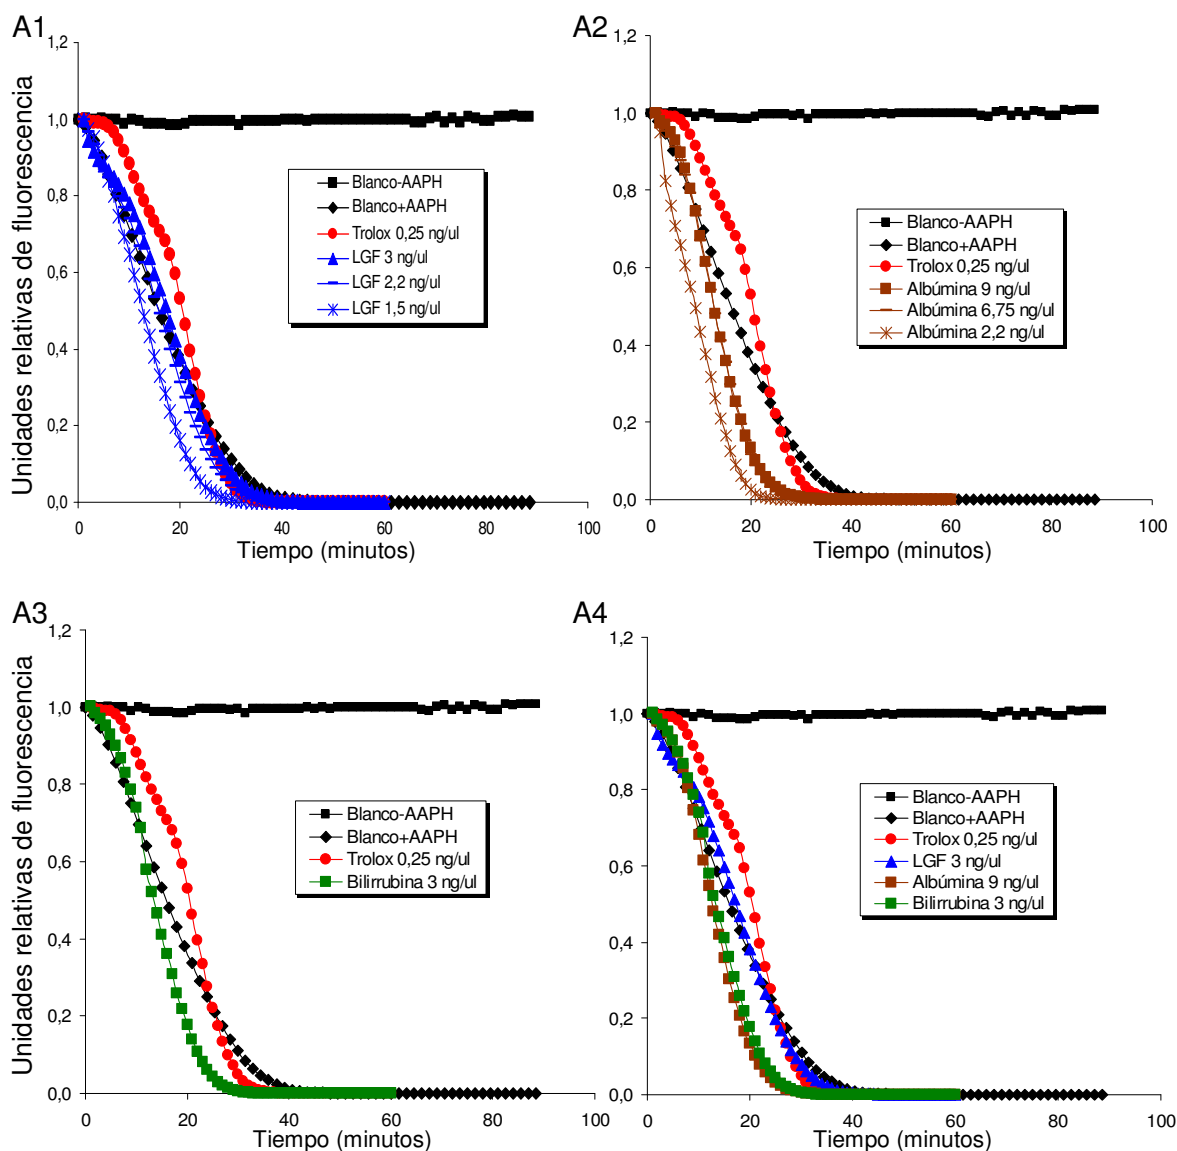 A1
Unidades relativas de fluorescencia
1,2
1,0
0,8
0,6
0,4
0,2
0,0
Blanco-AAPH
Blanco+AAPH
Trolox 0,25 ng/ul
LGF 3 ng/ul
LGF 2,2 ng/ul
LGF 1,5 ng/ul
0 20 40 60 80 100
Tiempo (minutos)
A2
1,2
1,0
0,8
0,6
0,4
0,2
0,0
Blanco-AAPH
Blanco+AAPH
Trolox 0,25 ng/ul
Albúmina 9 ng/ul
Albúmina 6,75 ng/ul
Albúmina 2,2 ng/ul
0 20 40 60 80 100
Tiempo (minutos)
A3
Unidades relativas de fluorescencia
1,2
1,0
0,8
0,6
0,4
0,2
0,0
Blanco-AAPH
Blanco+AAPH
Trolox 0,25 ng/ul
Bilirrubina 3 ng/ul
0 20 40 60 80 100
Tiempo (minutos)
A4
1,2
1,0
0,8
0,6
0,4
0,2
0,0
Blanco-AAPH
Blanco+AAPH
Trolox 0,25 ng/ul
LGF 3 ng/ul
Albúmina 9 ng/ul
Bilirrubina 3 ng/ul
0 20 40 60 80 100
Tiempo (minutos)